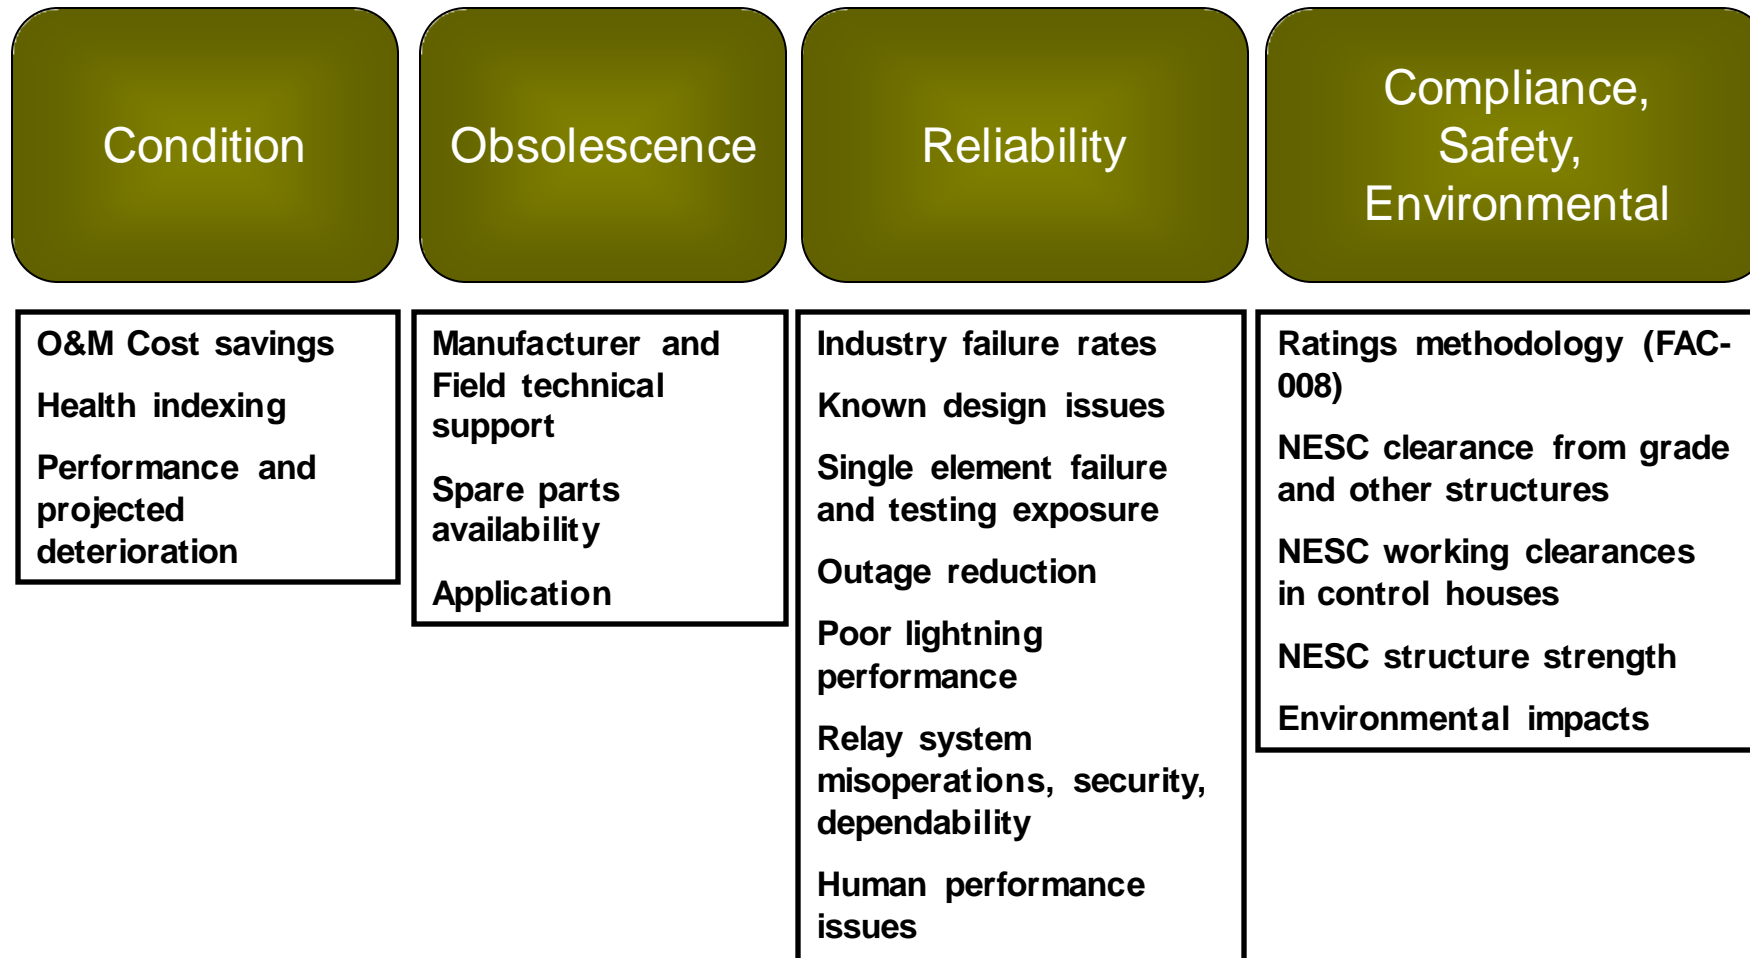 Condition
Obsolescence
Reliability
Compliance,
Safety,
Environmental
O&M Cost savings
Health indexing
Performance and
projected
deterioration
Manufacturer and
Field technical
support
Spare parts
availability
Application
Industry failure rates
Known design issues
Single element failure
and testing exposure
Outage reduction
Poor lightning
performance
Relay system
misoperations, security,
dependability
Human performance
issues
Ratings methodology (FAC-
008)
NESC clearance from grade
and other structures
NESC working clearances
in control houses
NESC structure strength
Environmental impacts